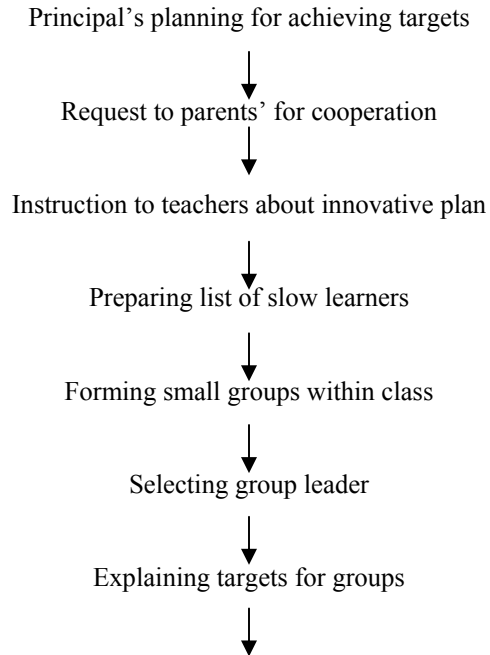 Principal’s planning for achieving targets
Request to parents’ for cooperation
Instruction to teachers about innovative plan
Preparing list of slow learners
Forming small groups within class
Selecting group leader
Explaining targets for groups